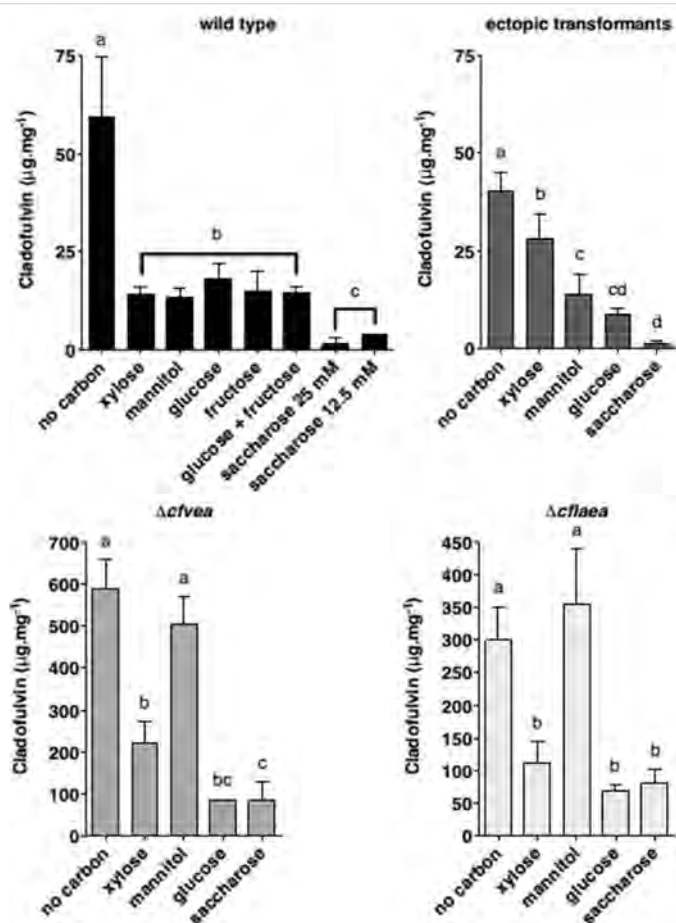 wild type
a
75
50
25
0
Cladofulvin (µg.mg⁻¹)
b
c
no carbon
xylose
mannitol
glucose
fructose
glucose + fructose
saccharose 25 mM
saccharose 12.5 mM
ectopic transformants
75
50
25
0
Cladofulvin (µg.mg⁻¹)
a
b
c
cd
d
no carbon
xylose
mannitol
glucose
saccharose
Δcfvea
700
600
500
400
300
200
100
0
Cladofulvin (µg.mg⁻¹)
a
b
a
bc
c
no carbon
xylose
mannitol
glucose
saccharose
Δcflaea
450
400
350
300
250
200
150
100
50
0
Cladofulvin (µg.mg⁻¹)
a
b
a
b
b
no carbon
xylose
mannitol
glucose
saccharose